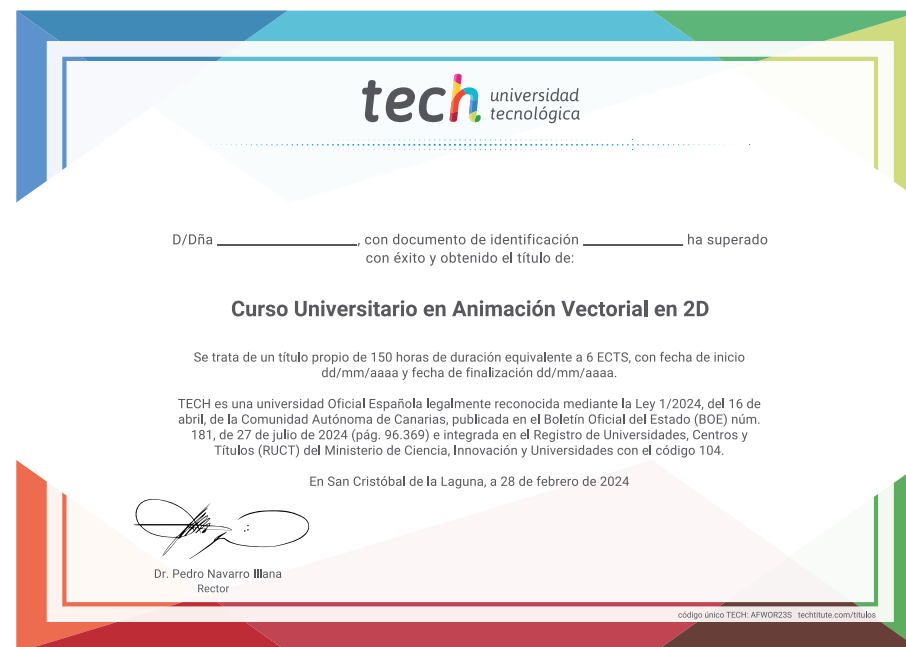 tech universidad
tecnológica
D/Dña ____________________, con documento de identificación ______________ ha superado
con éxito y obtenido el título de:
Curso Universitario en Animación Vectorial en 2D
Se trata de un título propio de 150 horas de duración equivalente a 6 ECTS, con fecha de inicio
dd/mm/aaaa y fecha de finalización dd/mm/aaaa.
TECH es una universidad Oficial Española legalmente reconocida mediante la Ley 1/2024, del 16 de
abril, de la Comunidad Autónoma de Canarias, publicada en el Boletín Oficial del Estado (BOE) núm.
181, de 27 de julio de 2024 (pág. 96.369) e integrada en el Registro de Universidades, Centros y
Títulos (RUCT) del Ministerio de Ciencia, Innovación y Universidades con el código 104.
En San Cristóbal de la Laguna, a 28 de febrero de 2024
Dr. Pedro Navarro Illana
Rector
código único TECH: AFWOR23S techtitute.com/titulos